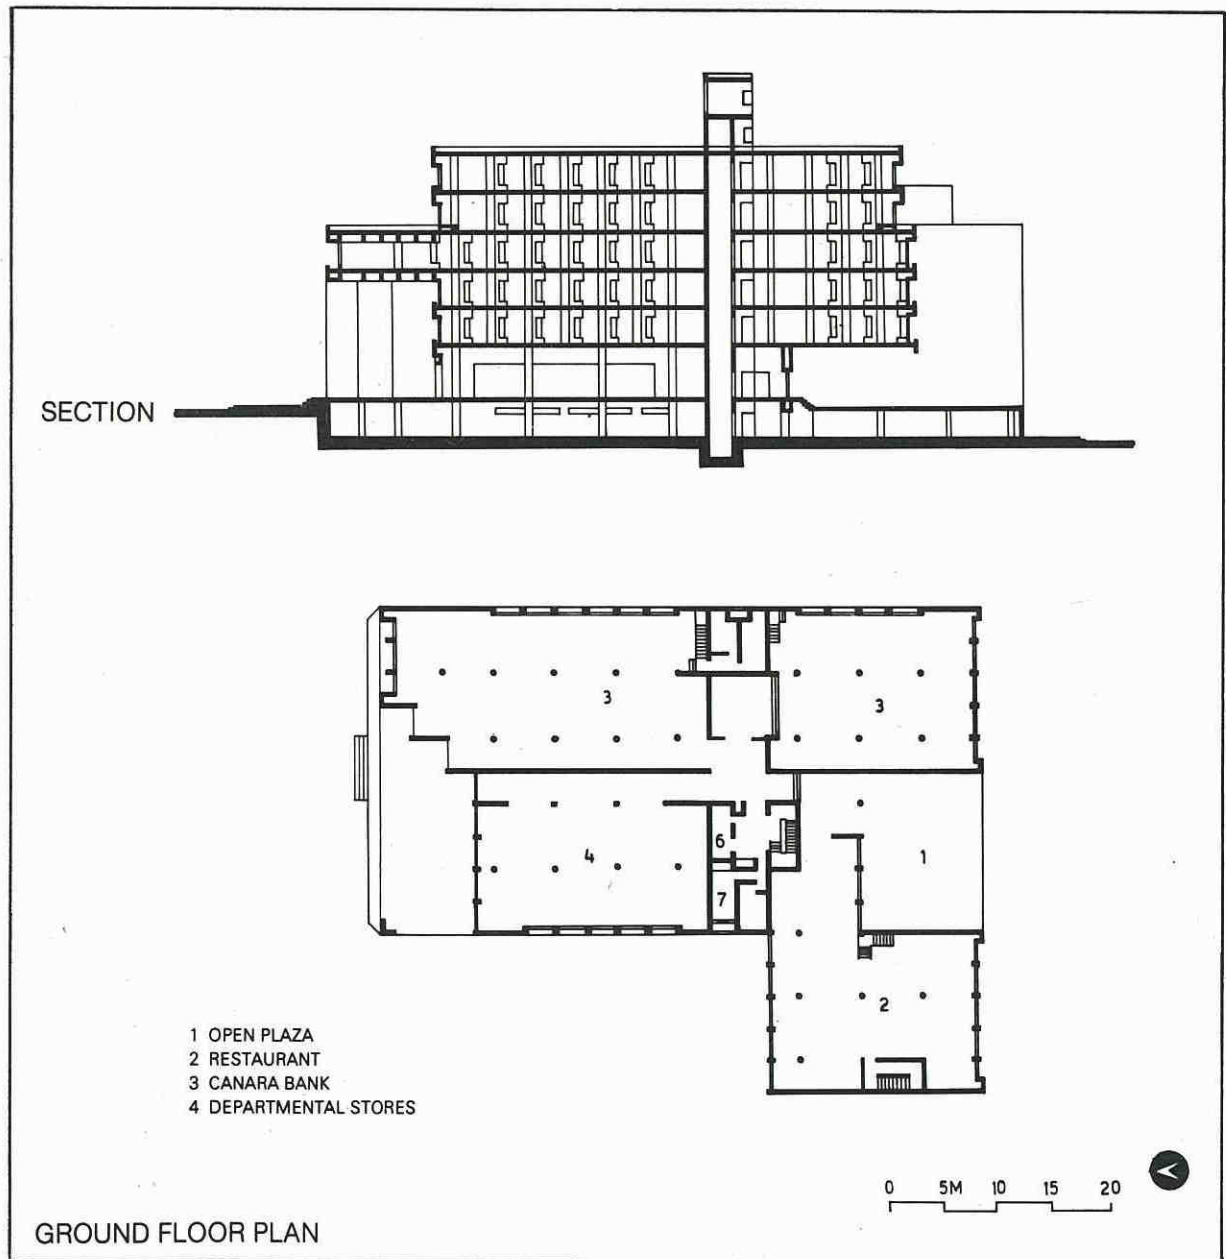 SECTION
3
3
6
4
1
7
2
1 OPEN PLAZA
2 RESTAURANT
3 CANARA BANK
4 DEPARTMENTAL STORES
0 5M 10 15 20
GROUND FLOOR PLAN